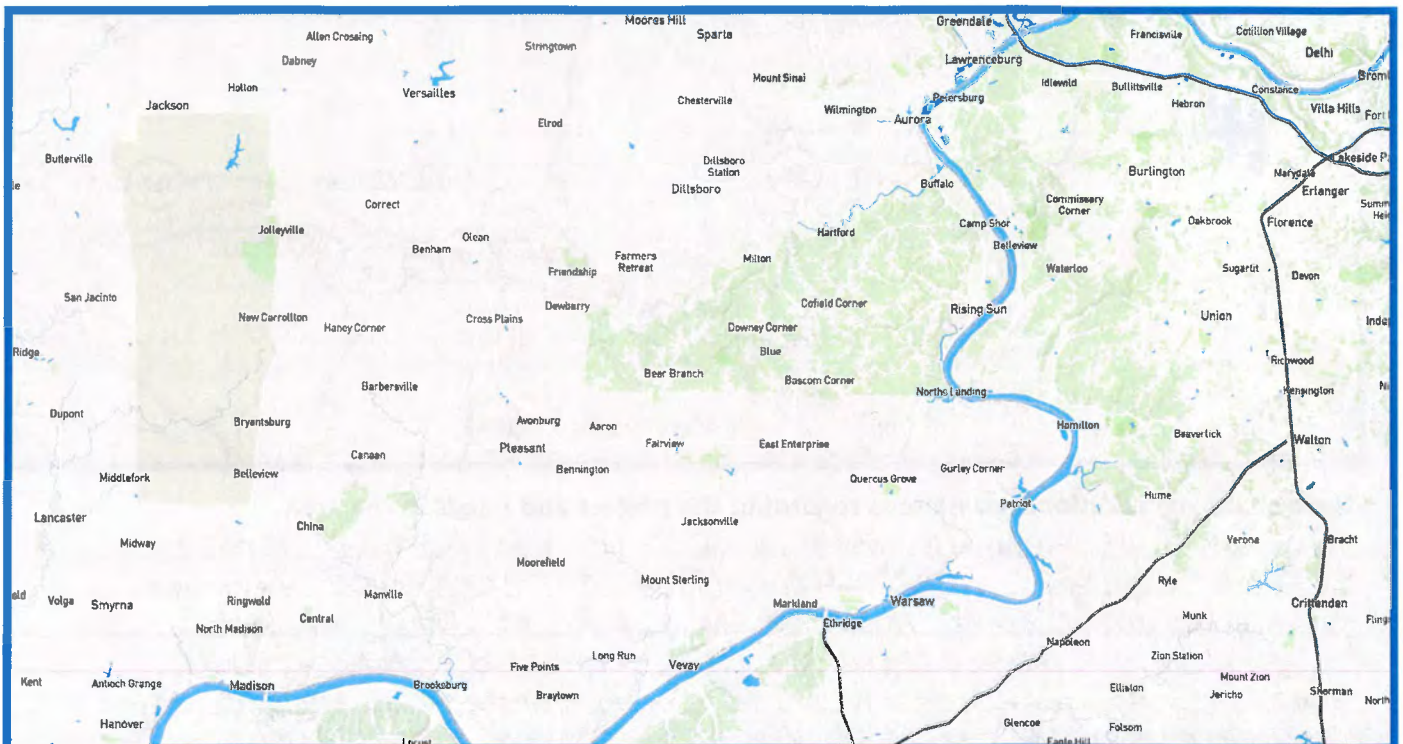 Moores Hill
Greendale
Sparta
Francisville
Cotillion Village
Allen Crossing
Stringtown
Delhi
Dabney
Lawrenceburg
Mount Sinai
Idlewild
Bullittsville
Constance
Hollon
Versailles
Chesterville
Petersburg
Hebron
Jackson
Wilmington
Villa Hills
Aurora
Elrod
Butlerville
Dillsboro
Station
Lakeside
Marydale
Burlington
Dillsboro
Buffalo
Erlanger
Correct
Commissary
Corner
Jolleyville
Hartford
Camp Shor
Oakbrook
Florence
Olean
Benham
Belleview
Farmers
Retreat
Milton
Friendship
Waterloo
Sugartit
Devon
San Jacinto
Dewberry
Cofield Corner
Rising Sun
New Carrollton
Haney Corner
Cross Plains
Downey Corner
Union
Ridge
Blue
Richwood
Bear Branch
Bascom Corner
Barbersville
Norths Landing
Kensington
Dupont
Bryantsburg
Avonburg
Aaron
Hamilton
Beaverlick
Pleasant
Fairview
East Enterprise
Walton
Canaan
Bennington
Gurley Corner
Middlefork
Belleview
Quercus Grove
Hume
Patriot
Lancaster
China
Jacksonville
Midway
Verona
Bracht
Moorefield
Mount Sterling
Ryle
Volga
Smyrna
Ringwald
Manville
Markland
Warsaw
Crittenden
North Madison
Central
Ethridge
Munk
Napoleon
Long Run
Five Points
Vevay
Zion Station
Kent
Antioch Grange
Madison
Brooksburg
Braytown
Mount Zion
Elliston
Jericho
Sherman
North
Hanover
Glencoe
Folsom
Locust
Eagle Hill